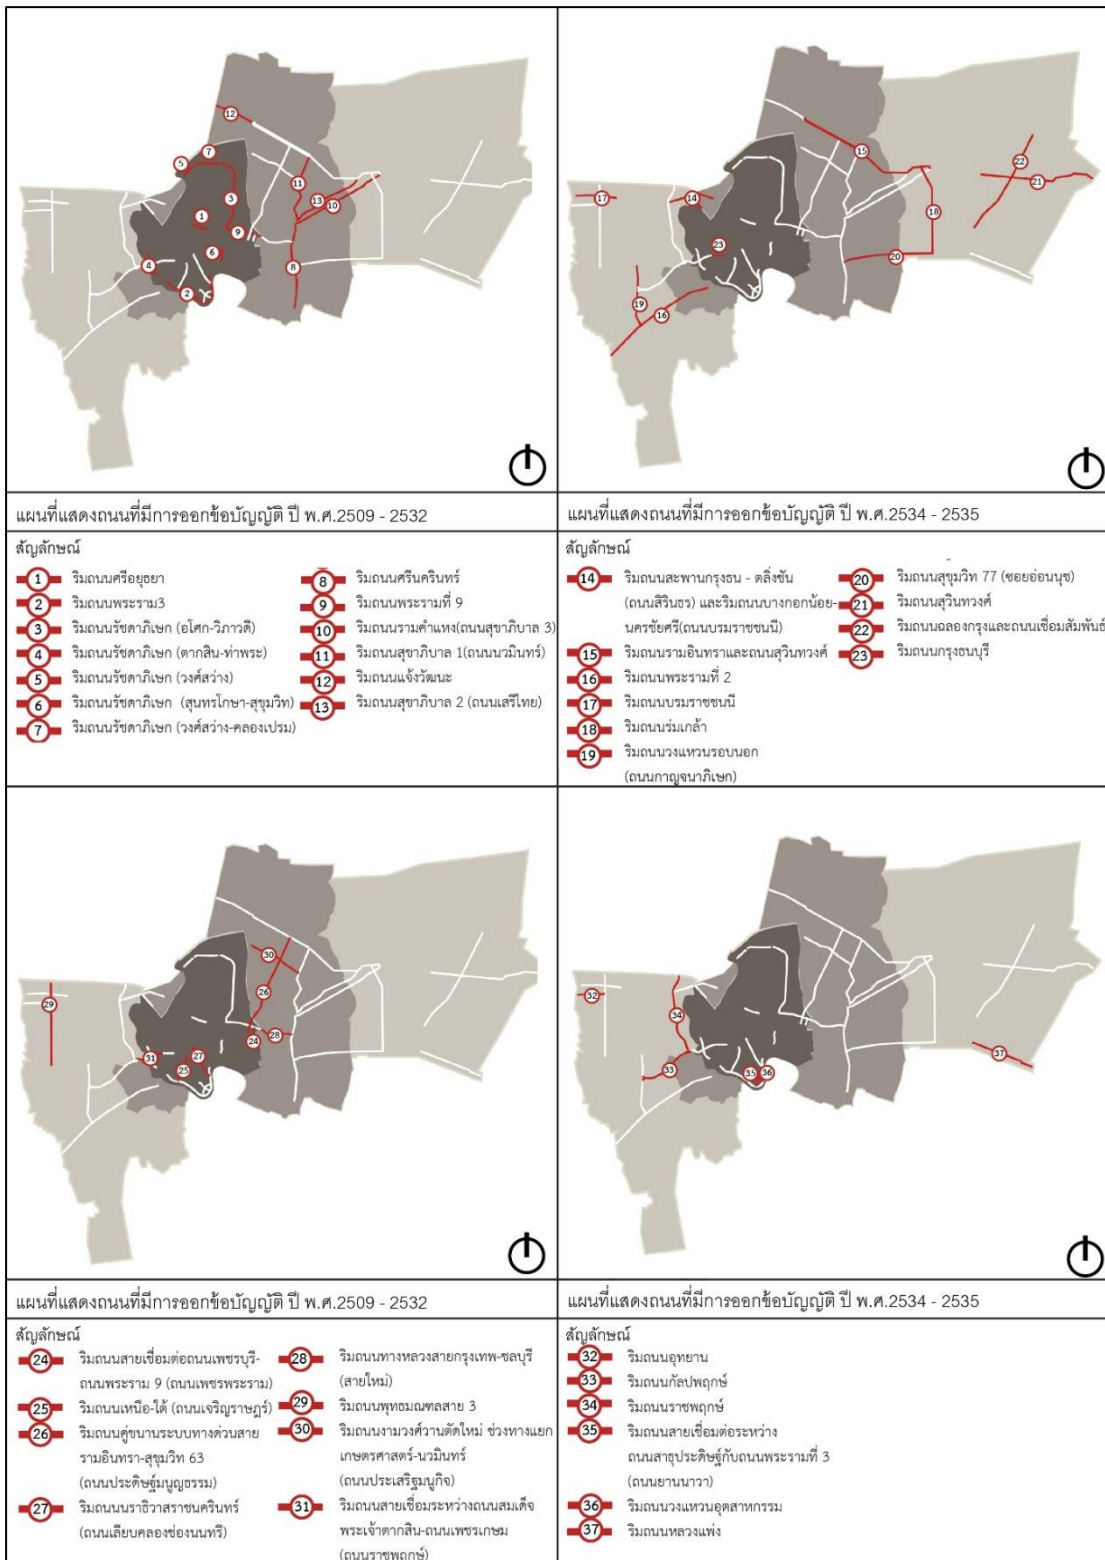 12
7
5
3
11
1
13
10
9
6
4
8
2
แผนที่แสดงถนนที่มีการออกข้อบัญญัติ ปี พ.ศ.2509 - 2532
สัญลักษณ์
1 ริมถนนศรีอยุธยา
2 ริมถนนพระราม3
3 ริมถนนรัชดาภิเษก (อโศก-วิภาวดี)
4 ริมถนนรัชดาภิเษก (ตากสิน-ท่าพระ)
5 ริมถนนรัชดาภิเษก (วงศ์สว่าง)
6 ริมถนนรัชดาภิเษก (สุนทรโกษา-สุขุมวิท)
7 ริมถนนรัชดาภิเษก (วงศ์สว่าง-คลองเปรม)
8 ริมถนนศรีนครินทร์
9 ริมถนนพระรามที่ 9
10 ริมถนนรามคำแหง(ถนนสุขาภิบาล 3)
11 ริมถนนสุขาภิบาล 1(ถนนนวมินทร์)
12 ริมถนนแจ้งวัฒนะ
13 ริมถนนสุขาภิบาล 2 (ถนนเสรีไทย)
15
22
21
17
14
18
23
20
19
16
แผนที่แสดงถนนที่มีการออกข้อบัญญัติ ปี พ.ศ.2534 - 2535
สัญลักษณ์
14 ริมถนนสะพานกรุงธน - ตลิ่งชัน
(ถนนสิรินธร) และริมถนนบางกอกน้อย-
นครชัยศรี(ถนนบรมราชชนนี)
15 ริมถนนรามอินทราและถนนสุวินทวงศ์
16 ริมถนนพระรามที่ 2
17 ริมถนนบรมราชชนนี
18 ริมถนนร่มเกล้า
19 ริมถนนวงแหวนรอบนอก
(ถนนกาญจนาภิเษก)
20 ริมถนนสุขุมวิท 77 (ซอยอ่อนนุช)
21 ริมถนนสุวินทวงศ์
22 ริมถนนฉลองกรุงและถนนเชื่อมสัมพันธ์
23 ริมถนนกรุงธนบุรี
30
26
29
28
24
31
27
25
แผนที่แสดงถนนที่มีการออกข้อบัญญัติ ปี พ.ศ.2509 - 2532
สัญลักษณ์
24 ริมถนนสายเชื่อมต่อถนนเพชรบุรี-
ถนนพระราม 9 (ถนนเพชรพระราม)
25 ริมถนนเหนือ-ใต้ (ถนนเจริญราษฎร์)
26 ริมถนนคู่ขนานระบบทางด่วนสาย
รามอินทรา-สุขุมวิท 63
(ถนนประดิษฐ์มนูญธรรม)
27 ริมถนนนราธิวาสราชนครินทร์
(ถนนเลียบคลองช่องนนทรี)
28 ริมถนนทางหลวงสายกรุงเทพ-ชลบุรี
(สายใหม่)
29 ริมถนนพุทธมณฑลสาย 3
30 ริมถนนงามวงศ์วานตัดใหม่ ช่วงทางแยก
เกษตรศาสตร์-นวมินทร์
(ถนนประเสริฐมนูกิจ)
31 ริมถนนสายเชื่อมระหว่างถนนสมเด็จ
พระเจ้าตากสิน-ถนนเพชรเกษม
(ถนนราชพฤกษ์)
32
34
37
33
35
36
แผนที่แสดงถนนที่มีการออกข้อบัญญัติ ปี พ.ศ.2534 - 2535
สัญลักษณ์
32 ริมถนนอุทยาน
33 ริมถนนกัลปพฤกษ์
34 ริมถนนราชพฤกษ์
35 ริมถนนสายเชื่อมต่อระหว่าง
ถนนสาธุประดิษฐ์กับถนนพระรามที่ 3
(ถนนยานนาวา)
36 ริมถนนวงแหวนอุตสาหกรรม
37 ริมถนนหลวงแพ่ง